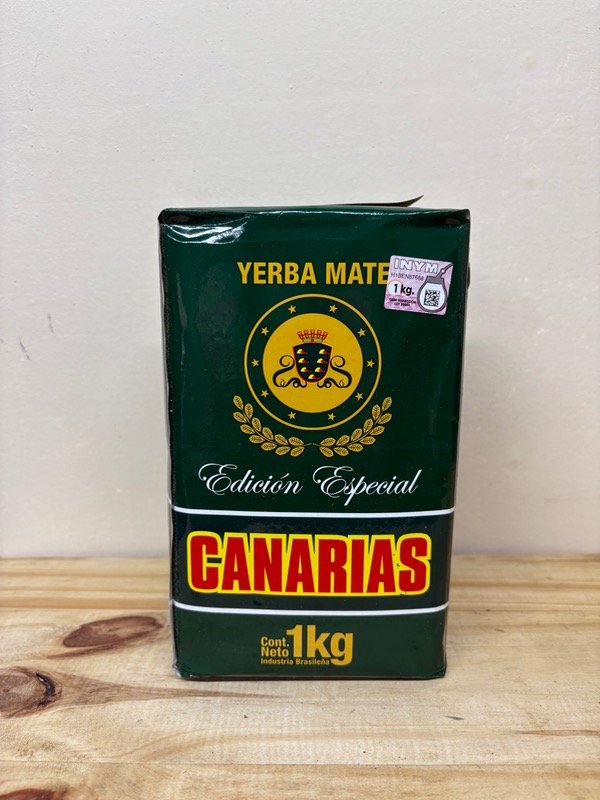 YERBA MATE
INYM
1 kg.
Edición Especial
CANARIAS
Cont. Neto 1kg
Industria Brasileña